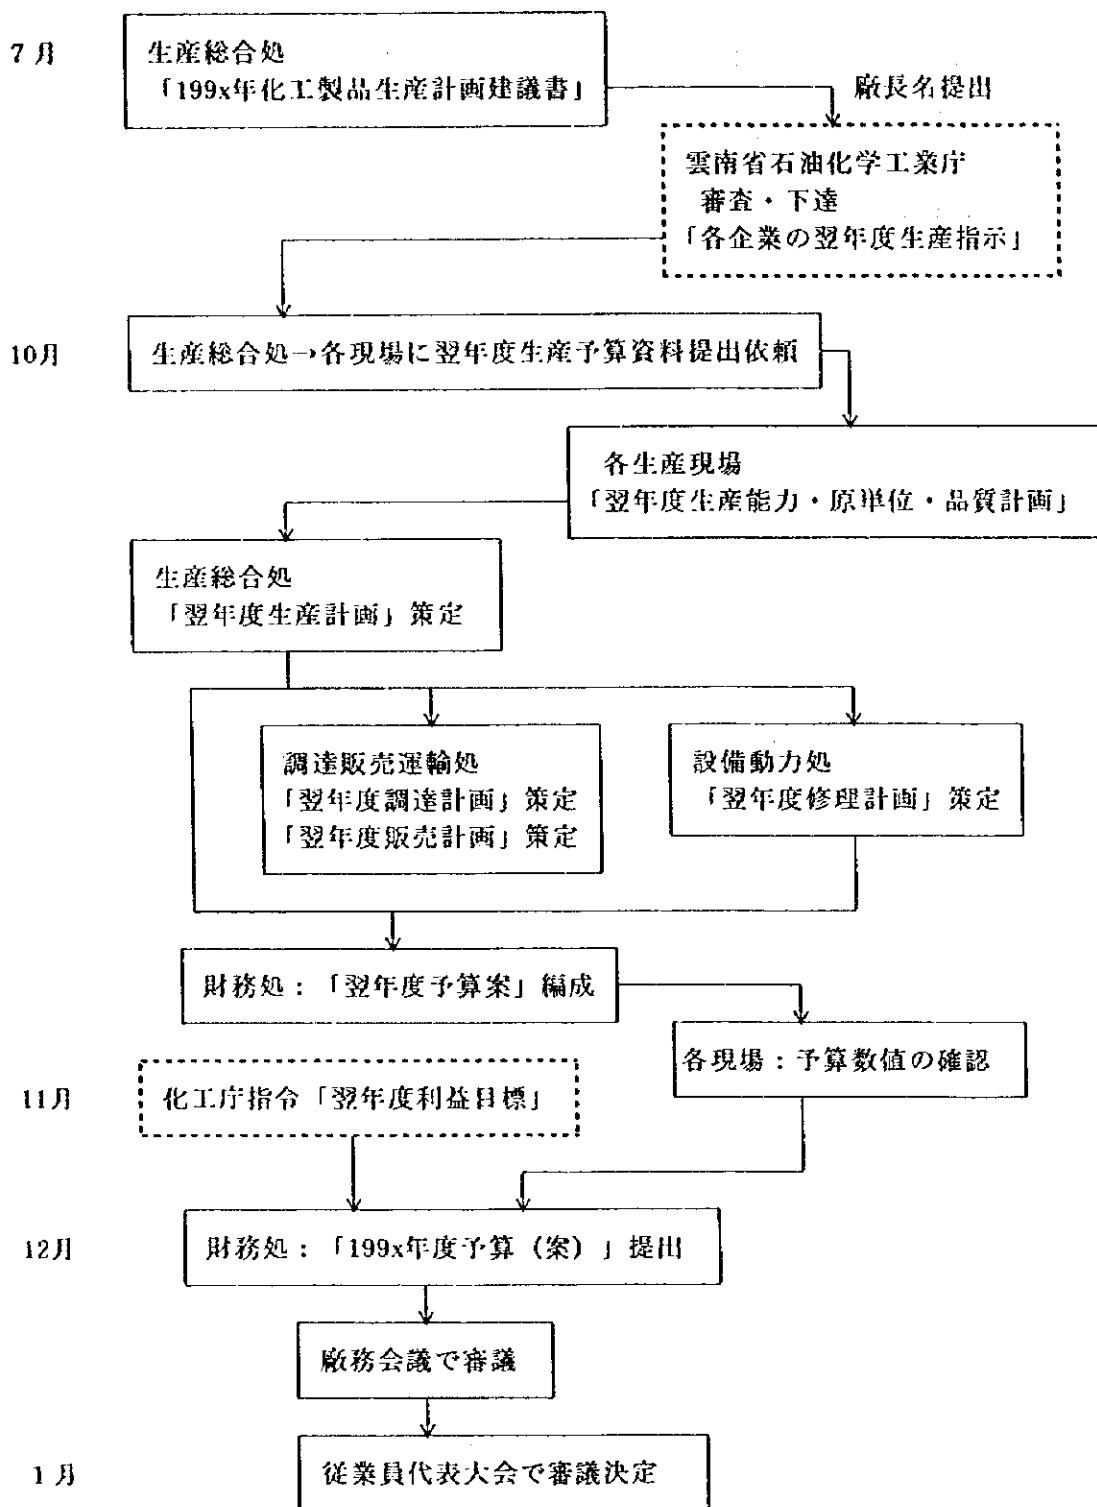 7月
生産総合処
「199x年化工製品生産計画建議書」
廠長名提出
雲南省石油化学工業庁
審査・下達
「各企業の翌年度生産指示」
10月
生産総合処→各現場に翌年度生産予算資料提出依頼
各生産現場
「翌年度生産能力・原単位・品質計画」
生産総合処
「翌年度生産計画」策定
調達販売運輸処
「翌年度調達計画」策定
「翌年度販売計画」策定
設備動力処
「翌年度修理計画」策定
財務処：「翌年度予算案」編成
各現場：予算数値の確認
11月
化工庁指令「翌年度利益目標」
12月
財務処：「199x年度予算（案）」提出
廠務会議で審議
1月
従業員代表大会で審議決定